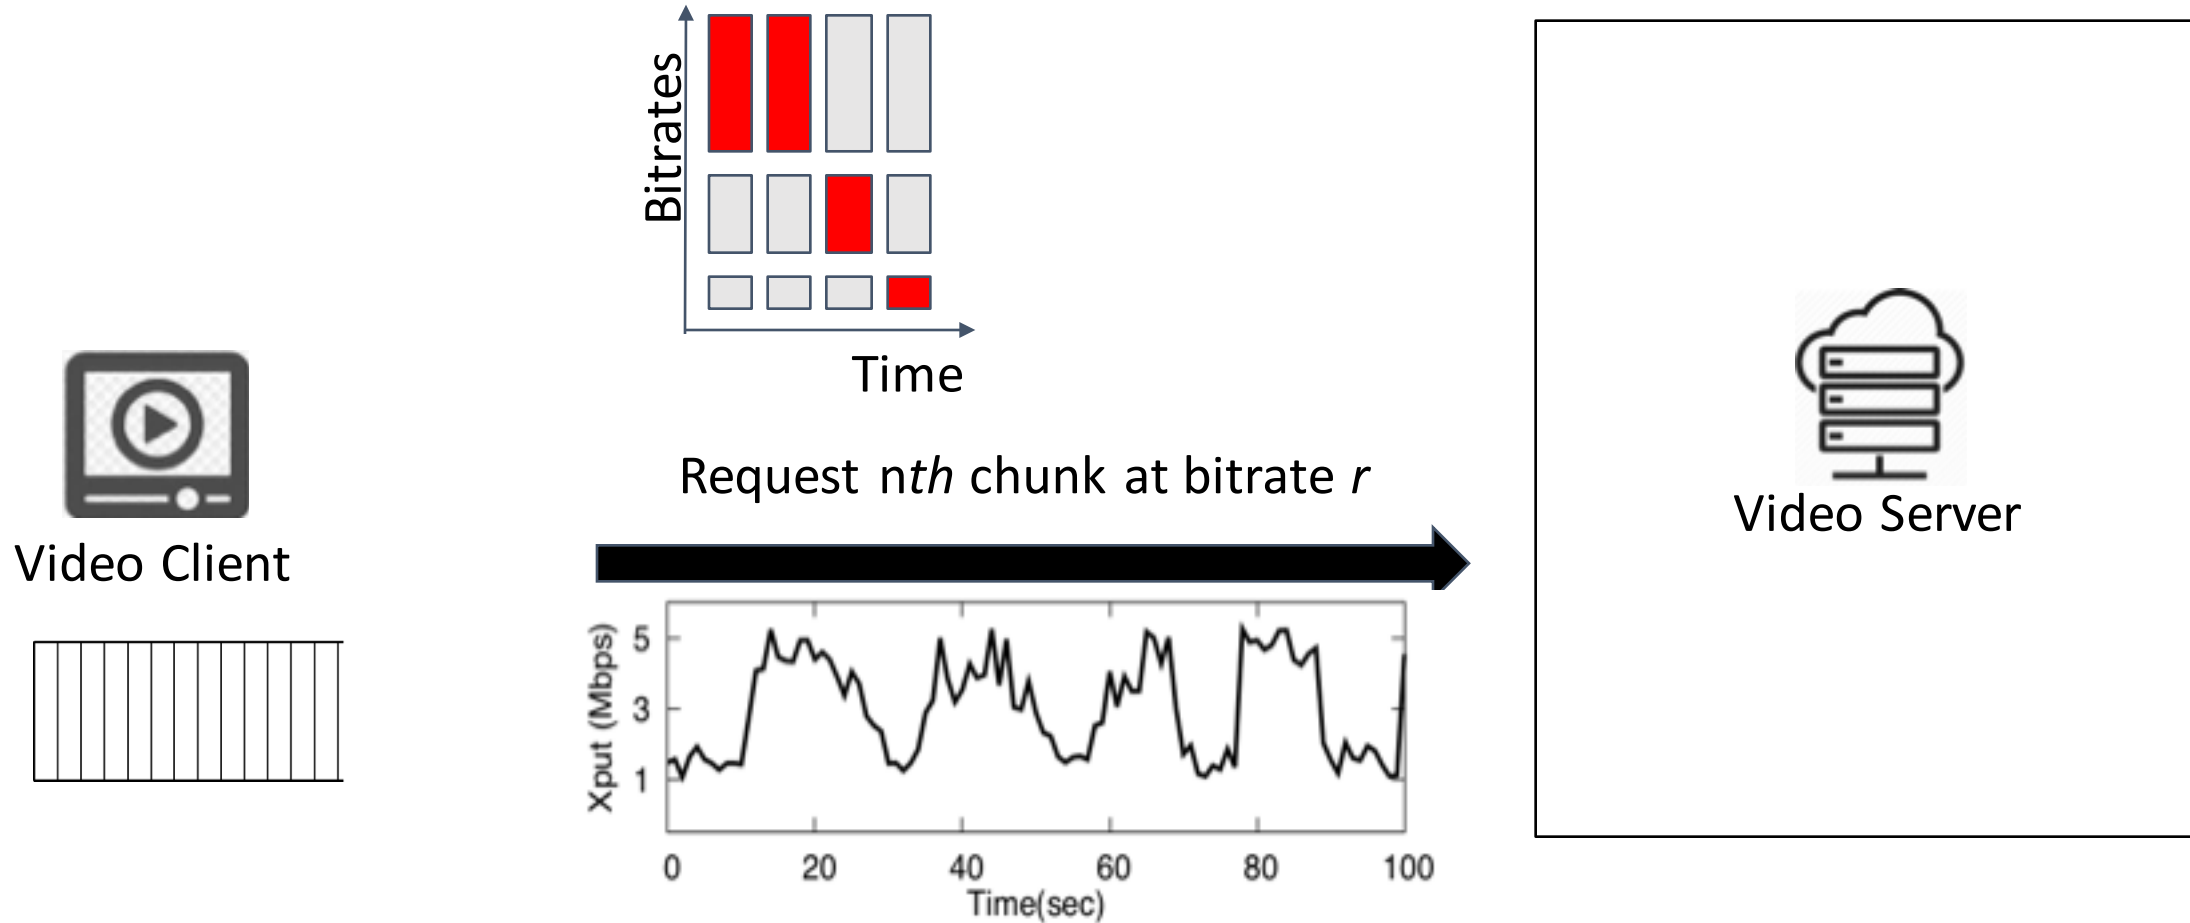 Bitrates
Time
Request nth chunk at bitrate r
Video Client
Video Server
Xput (Mbps)
5
3
1
0 20 40 60 80 100
Time(sec)